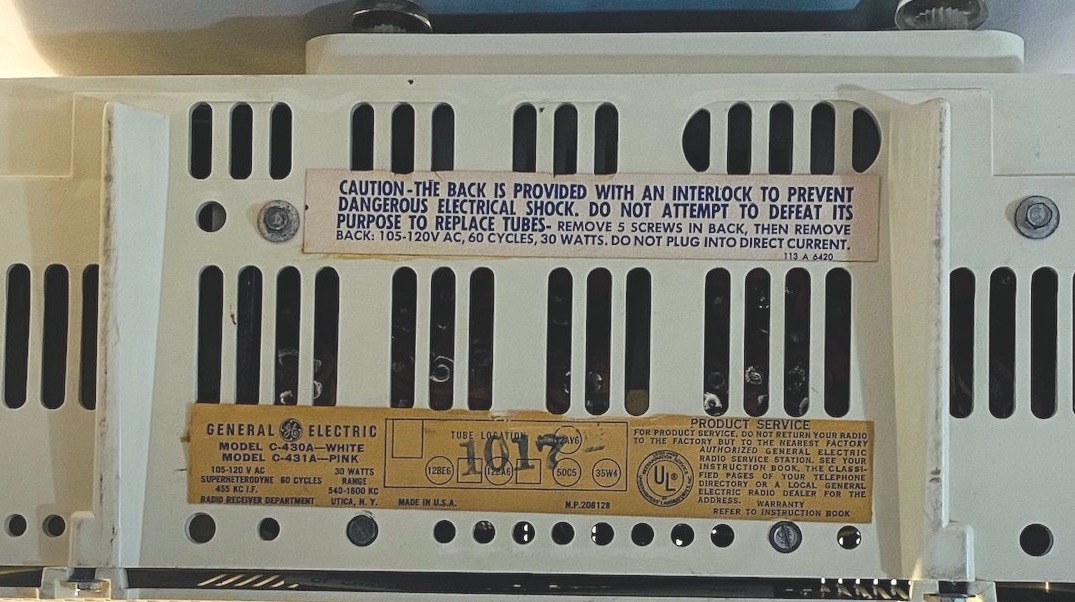 CAUTION-THE BACK IS PROVIDED WITH AN INTERLOCK TO PREVENT
DANGEROUS ELECTRICAL SHOCK. DO NOT ATTEMPT TO DEFEAT ITS
PURPOSE TO REPLACE TUBES- REMOVE 5 SCREWS IN BACK, THEN REMOVE
BACK: 105-120V AC, 60 CYCLES, 30 WATTS. DO NOT PLUG INTO DIRECT CURRENT.
113 A 6420
GENERAL GE ELECTRIC
MODEL C-430A—WHITE
MODEL C-431A—PINK
105-120 V AC 30 WATTS
SUPERHETERODYNE 60 CYCLES RANGE
455 KC I.F. 540-1600 KC
RADIO RECEIVER DEPARTMENT UTICA, N. Y.
TUBE LOCATION
1017
12BE6 12BA6 50C5 35W4
MADE IN U.S.A. N.P.206128
PRODUCT SERVICE
FOR PRODUCT SERVICE, DO NOT RETURN YOUR RADIO
TO THE FACTORY BUT TO THE NEAREST FACTORY
AUTHORIZED GENERAL ELECTRIC
RADIO SERVICE STATION. SEE YOUR
INSTRUCTION BOOK, THE CLASSI-
FIED PAGES OF YOUR TELEPHONE
DIRECTORY OR A LOCAL GENERAL
ELECTRIC RADIO DEALER FOR THE
ADDRESS. WARRANTY
REFER TO INSTRUCTION BOOK
UL